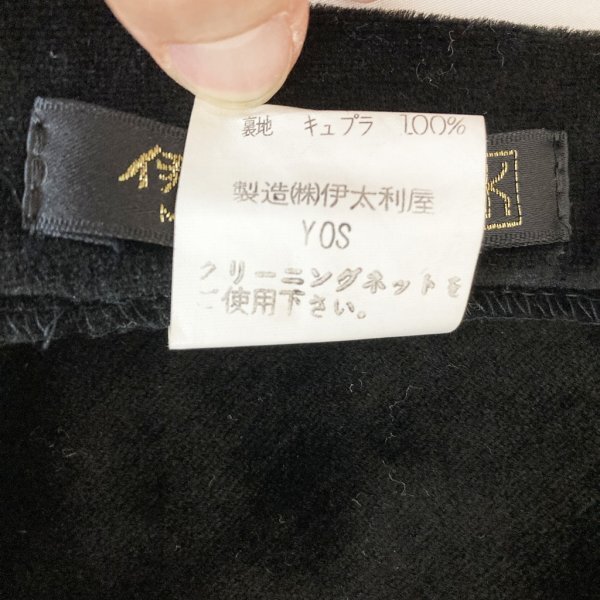 裏地 キュプラ 100%
製造㈱伊太利屋
YOS
クリーニングネットを
ご使用下さい。
伊
K